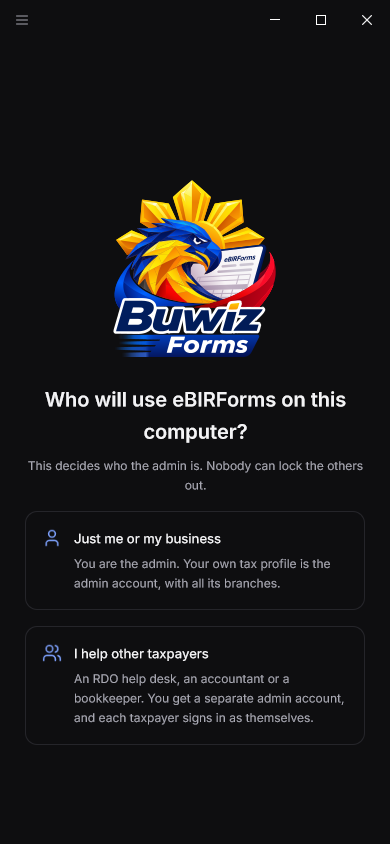 eBIRForms
Buwiz
Forms
Who will use eBIRForms on this
computer?
This decides who the admin is. Nobody can lock the others
out.
Just me or my business
You are the admin. Your own tax profile is the
admin account, with all its branches.
I help other taxpayers
An RDO help desk, an accountant or a
bookkeeper. You get a separate admin account,
and each taxpayer signs in as themselves.